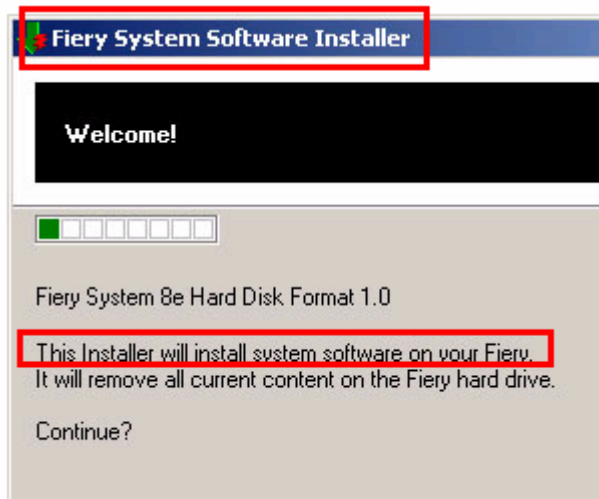 Fiery System Software Installer
Welcome!
Fiery System 8e Hard Disk Format 1.0
This Installer will install system software on your Fiery.
It will remove all current content on the Fiery hard drive.
Continue?